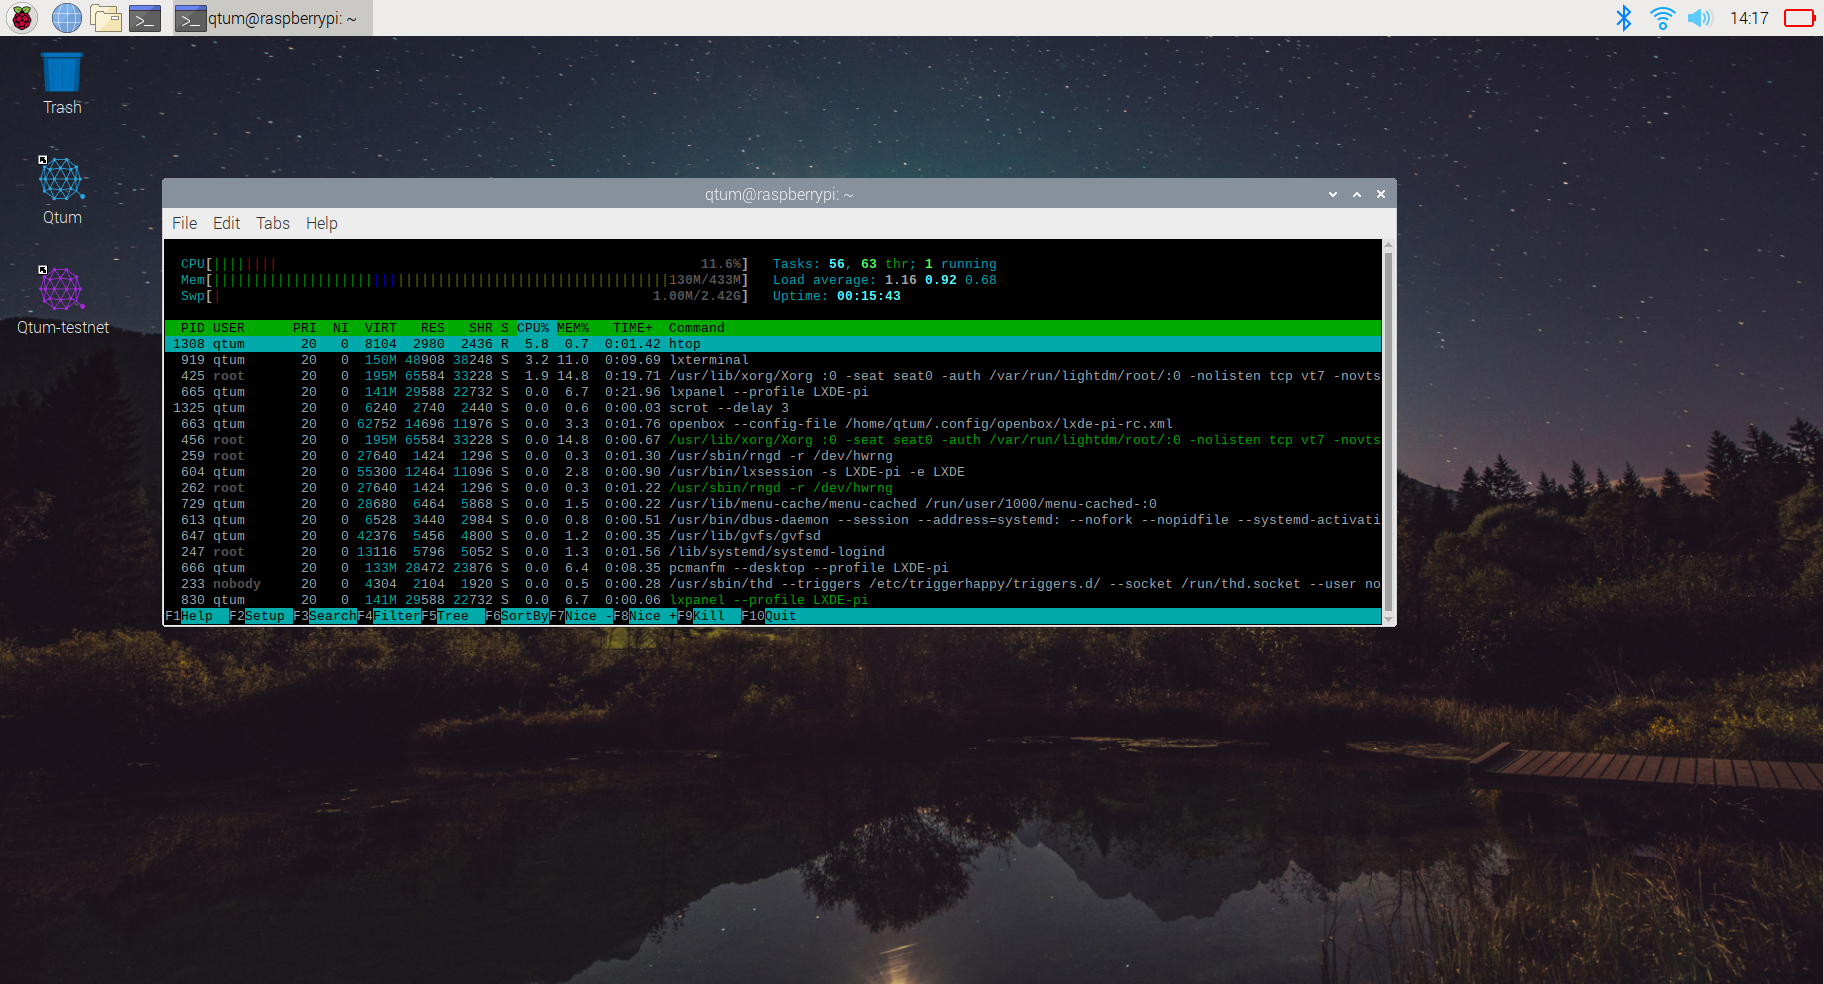 qtum@raspberrypi: ~
14:17
Trash
Qtum
Qtum-testnet
qtum@raspberrypi: ~
File Edit Tabs Help
CPU[|||||||| 11.6%] Tasks: 56, 63 thr; 1 running
Mem[||||||||||||||||||||||||||||||||||||||||||||||||||||||||||130M/433M] Load average: 1.16 0.92 0.68
Swp[| 1.00M/2.42G] Uptime: 00:15:43
PID USER PRI NI VIRT RES SHR S CPU% MEM% TIME+ Command
1308 qtum 20 0 8104 2980 2436 R 5.8 0.7 0:01.42 htop
919 qtum 20 0 150M 48908 38248 S 3.2 11.0 0:09.69 lxterminal
425 root 20 0 195M 65584 33228 S 1.9 14.8 0:19.71 /usr/lib/xorg/Xorg :0 -seat seat0 -auth /var/run/lightdm/root/:0 -nolisten tcp vt7 -novts
665 qtum 20 0 141M 29588 22732 S 0.0 6.7 0:21.96 lxpanel --profile LXDE-pi
1325 qtum 20 0 6240 2740 2440 S 0.0 0.6 0:00.03 scrot --delay 3
663 qtum 20 0 62752 14696 11976 S 0.0 3.3 0:01.76 openbox --config-file /home/qtum/.config/openbox/lxde-pi-rc.xml
456 root 20 0 195M 65584 33228 S 0.0 14.8 0:00.67 /usr/lib/xorg/Xorg :0 -seat seat0 -auth /var/run/lightdm/root/:0 -nolisten tcp vt7 -novts
259 root 20 0 27640 1424 1296 S 0.0 0.3 0:01.30 /usr/sbin/rngd -r /dev/hwrng
604 qtum 20 0 55300 12464 11096 S 0.0 2.8 0:00.90 /usr/bin/lxsession -s LXDE-pi -e LXDE
262 root 20 0 27640 1424 1296 S 0.0 0.3 0:01.22 /usr/sbin/rngd -r /dev/hwrng
729 qtum 20 0 28680 6464 5868 S 0.0 1.5 0:00.22 /usr/lib/menu-cache/menu-cached /run/user/1000/menu-cached-:0
613 qtum 20 0 6528 3440 2984 S 0.0 0.8 0:00.51 /usr/bin/dbus-daemon --session --address=systemd: --nofork --nopidfile --systemd-activati
647 qtum 20 0 42376 5456 4800 S 0.0 1.2 0:00.35 /usr/lib/gvfs/gvfsd
247 root 20 0 13116 5796 5052 S 0.0 1.3 0:01.56 /lib/systemd/systemd-logind
666 qtum 20 0 133M 28472 23876 S 0.0 6.4 0:08.35 pcmanfm --desktop --profile LXDE-pi
233 nobody 20 0 4304 2104 1920 S 0.0 0.5 0:00.28 /usr/sbin/thd --triggers /etc/triggerhappy/triggers.d/ --socket /run/thd.socket --user no
830 qtum 20 0 141M 29588 22732 S 0.0 6.7 0:00.06 lxpanel --profile LXDE-pi
F1Help F2Setup F3SearchF4FilterF5Tree F6SortByF7Nice -F8Nice +F9Kill F10Quit